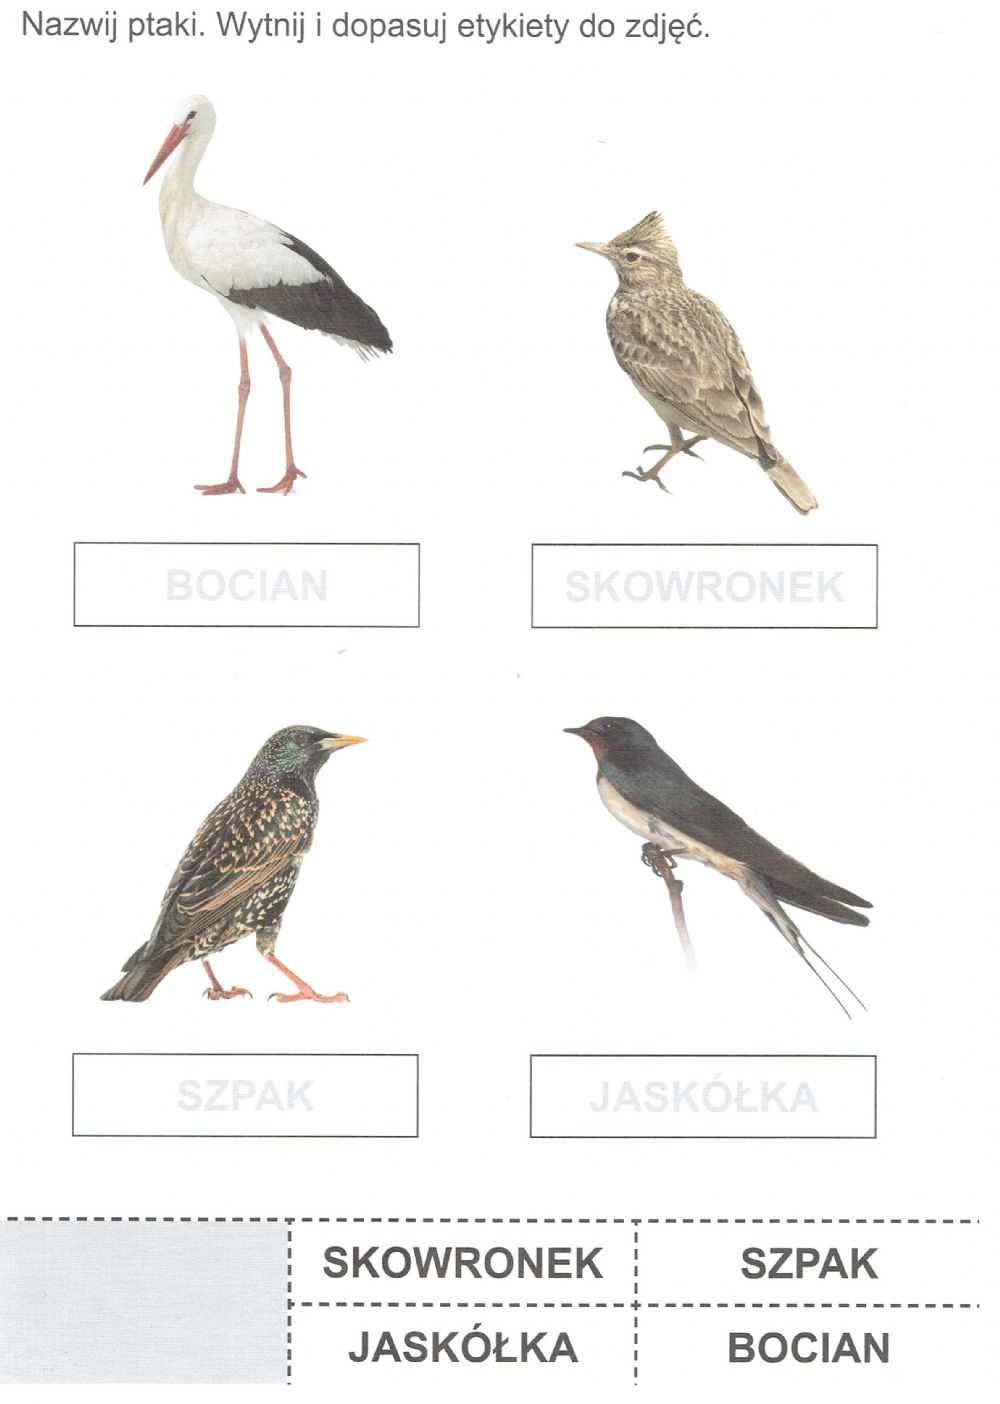 Nazwij ptaki. Wytnij i dopasuj etykiety do zdjęć.
BOCIAN
SKOWRONEK
SZPAK
JASKÓŁKA
SKOWRONEK
SZPAK
JASKÓŁKA
BOCIAN